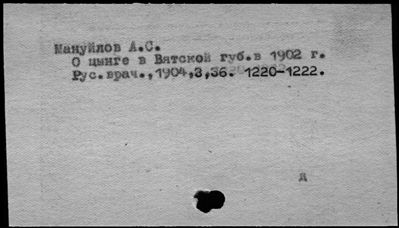 Мануйлов А.С.
О цынге в Вятской губ.в 1902 г.
Рус.врач.,1904,3,36. 1220-1222.
Д